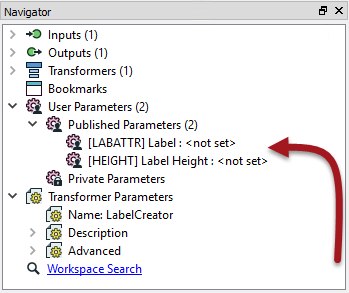 Navigator
Inputs (1)
Outputs (1)
Transformers (1)
Bookmarks
User Parameters (2)
Published Parameters (2)
[LABATTR] Label : <not set>
[HEIGHT] Label Height : <not set>
Private Parameters
Transformer Parameters
Name: LabelCreator
Description
Advanced
Workspace Search